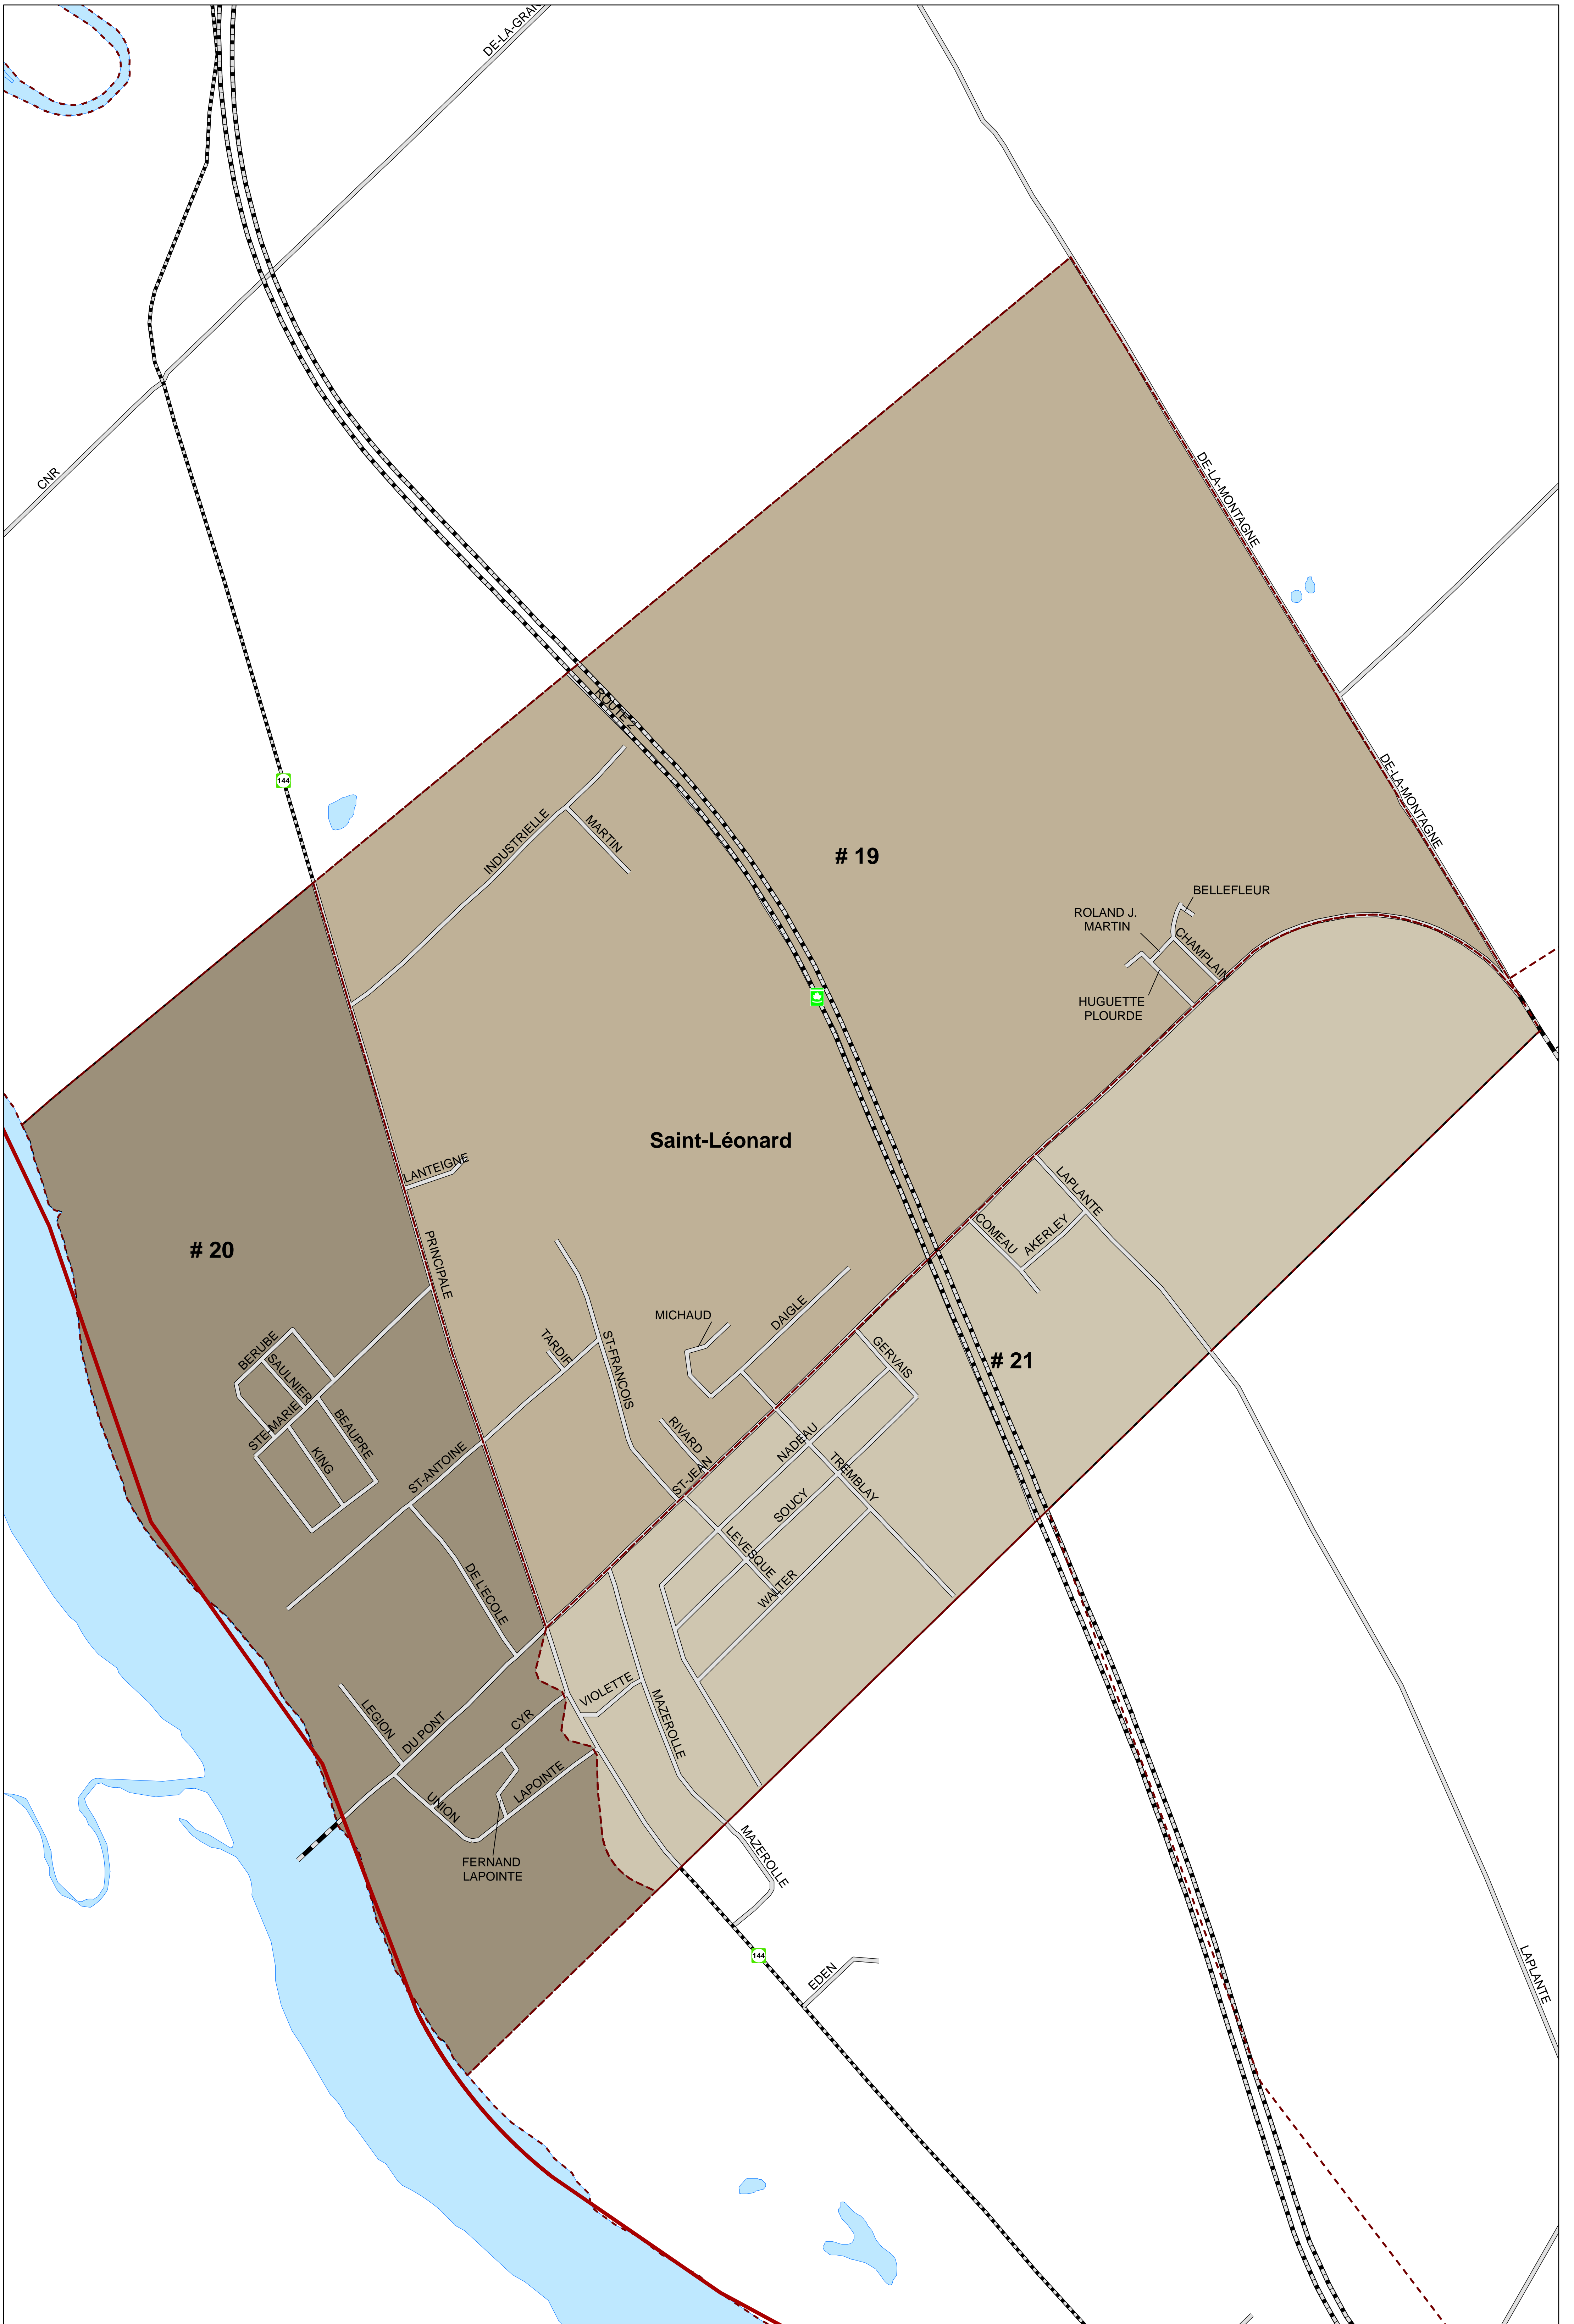 DE-LA-GRAN
CNR
DE-LA-MONTAGNE
ROUTE 2
144
DE-LA-MONTAGNE
INDUSTRIELLE
MARTIN
# 19
BELLEFLEUR
ROLAND J.
MARTIN
CHAMPLAIN
HUGUETTE
PLOURDE
Saint-Léonard
LANTEIGNE
LAPLANTE
COMEAU
AKERLEY
PRINCIPALE
# 20
MICHAUD
DAIGLE
TARDIF
ST-FRANCOIS
GERVAIS
# 21
BERUBE
SAULNIER
STE-MARIE
BEAUPRE
KING
ST-ANTOINE
RIVARD
ST-JEAN
NADEAU
TREMBLAY
SOUCY
LEVESQUE
WALTER
DE L'ECOLE
VIOLETTE
MAZEROLLE
LEGION
DU PONT
CYR
UNION
LAPOINTE
FERNAND
LAPOINTE
MAZEROLLE
144
EDEN
LAPLANTE